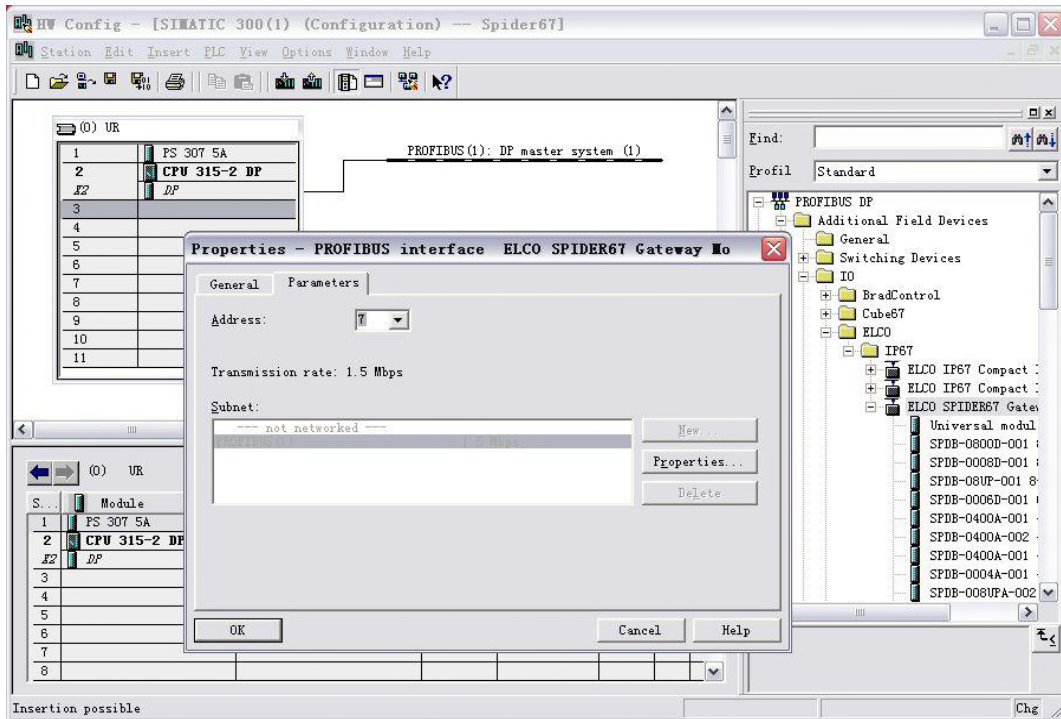 HW Config - [SIMATIC 300(1) (Configuration) -- Spider67]
Station Edit Insert PLC View Options Window Help
(0) UR
1 PS 307 5A
2 CPU 315-2 DP
X2 DP
3
4
5
6
7
8
9
10
11
PROFIBUS(1): DP master system (1)
Find:
Profil Standard
PROFIBUS DP
Additional Field Devices
General
Switching Devices
IO
BradControl
Cube67
ELCO
IP67
ELCO IP67 Compact
ELCO IP67 Compact
ELCO SPIDER67 Gatew
Universal modul
SPDB-0800D-001
SPDB-0008D-001
SPDB-08UP-001 8-
SPDB-0006D-001
SPDB-0400A-001
SPDB-0400A-002
SPDB-0400A-001
SPDB-0004A-001
SPDB-008UPA-002
Properties - PROFIBUS interface ELCO SPIDER67 Gateway Mo
General Parameters
Address: 7
Transmission rate: 1.5 Mbps
Subnet:
--- not networked ---
PROFIBUS(1) 1.5 Mbps
New...
Properties...
Delete
OK Cancel Help
(0) UR
S... Module
1 PS 307 5A
2 CPU 315-2 DP
X2 DP
3
4
5
6
7
8
Insertion possible Chg